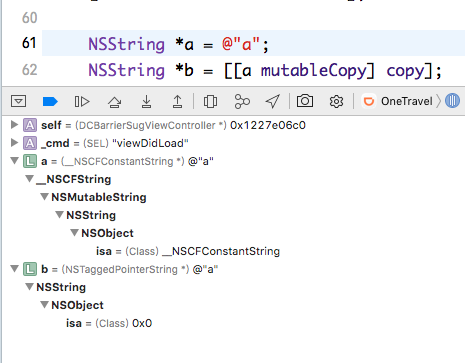 60
61 NSString *a = @"a";
62 NSString *b = [[a mutableCopy] copy];
OneTravel
self = (DCBarrierSugViewController *) 0x1227e06c0
_cmd = (SEL) "viewDidLoad"
a = (__NSCFConstantString *) @"a"
__NSCFString
NSMutableString
NSString
NSObject
isa = (Class) __NSCFConstantString
b = (NSTaggedPointerString *) @"a"
NSString
NSObject
isa = (Class) 0x0